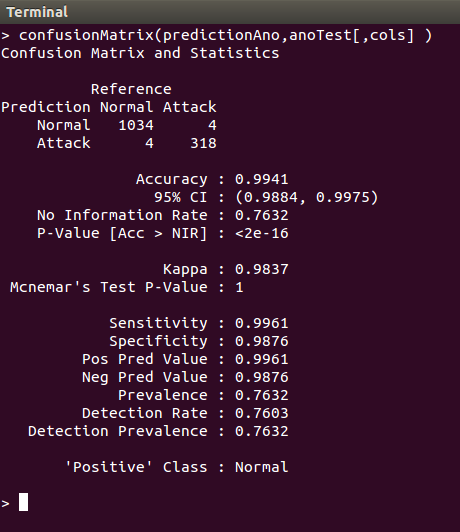 Terminal
> confusionMatrix(predictionAno,anoTest[,cols] )
Confusion Matrix and Statistics
Reference
Prediction Normal Attack
Normal 1034 4
Attack 4 318
Accuracy : 0.9941
95% CI : (0.9884, 0.9975)
No Information Rate : 0.7632
P-Value [Acc > NIR] : <2e-16
Kappa : 0.9837
Mcnemar's Test P-Value : 1
Sensitivity : 0.9961
Specificity : 0.9876
Pos Pred Value : 0.9961
Neg Pred Value : 0.9876
Prevalence : 0.7632
Detection Rate : 0.7603
Detection Prevalence : 0.7632
'Positive' Class : Normal
>